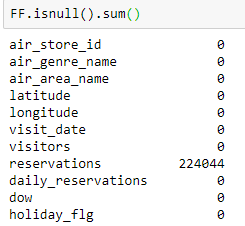 FF.isnull().sum()
air_store_id 0
air_genre_name 0
air_area_name 0
latitude 0
longitude 0
visit_date 0
visitors 0
reservations 224044
daily_reservations 0
dow 0
holiday_flg 0